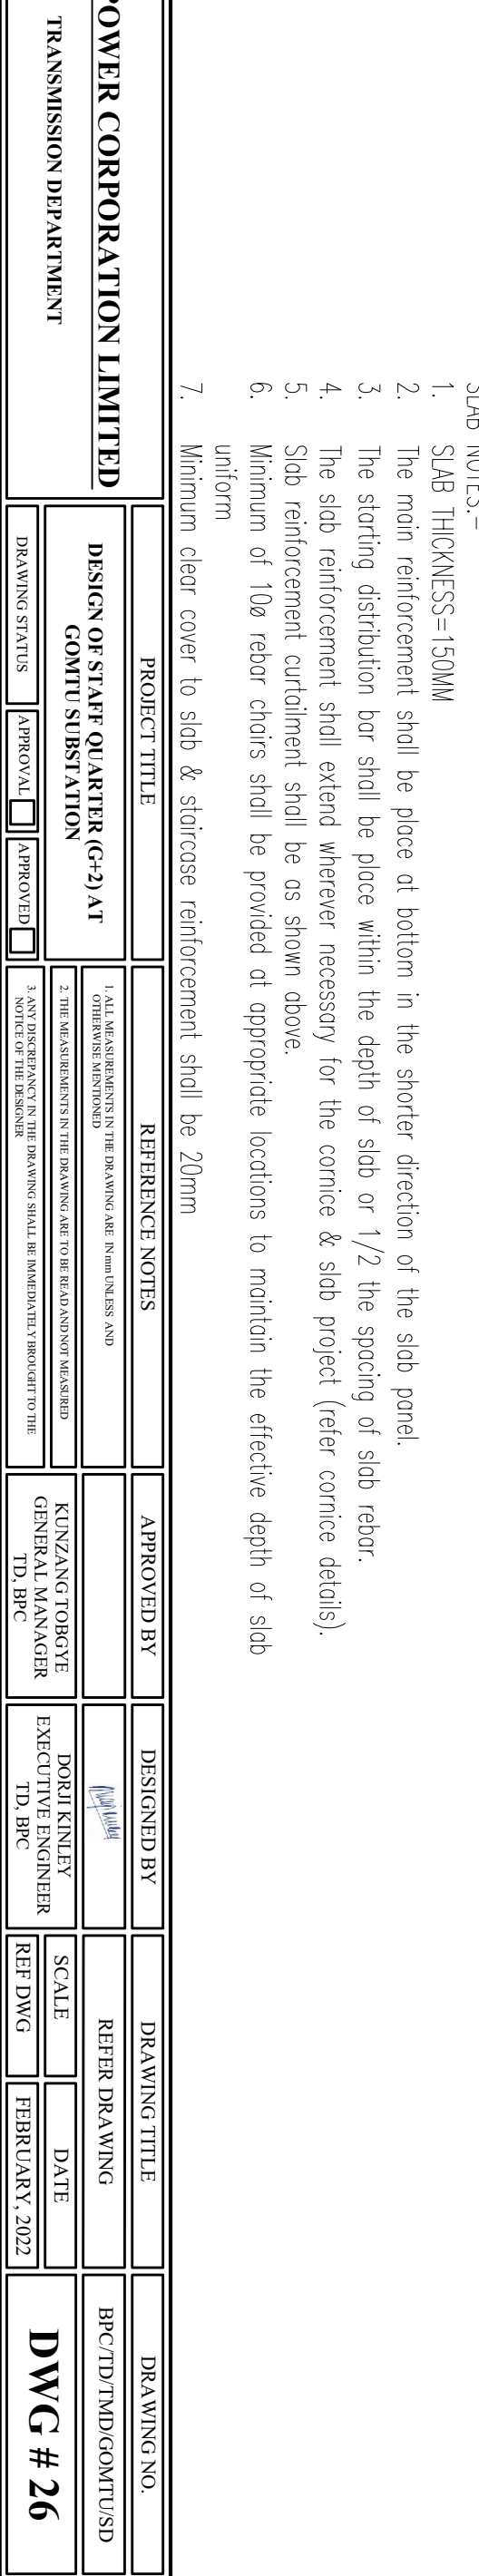 SLAB NOTES:-
1. SLAB THICKNESS=150MM
2. The main reinforcement shall be place at bottom in the shorter direction of the slab panel.
3. The starting distribution bar shall be place within the depth of slab or 1/2 the spacing of slab rebar.
4. The slab reinforcement shall extend wherever necessary for the cornice & slab project (refer cornice details).
5. Slab reinforcement curtailment shall be as shown above.
6. Minimum of 10ø rebar chairs shall be provided at appropriate locations to maintain the effective depth of slab
uniform
7. Minimum clear cover to slab & staircase reinforcement shall be 20mm
POWER CORPORATION LIMITED
TRANSMISSION DEPARTMENT
PROJECT TITLE
DESIGN OF STAFF QUARTER (G+2) AT
GOMTU SUBSTATION
DRAWING STATUS
APPROVAL
APPROVED
REFERENCE NOTES
1. ALL MEASUREMENTS IN THE DRAWING ARE IN mm UNLESS AND
OTHERWISE MENTIONED
2. THE MEASUREMENTS IN THE DRAWING ARE TO BE READ AND NOT MEASURED
3. ANY DISCREPANCY IN THE DRAWING SHALL BE IMMEDIATELY BROUGHT TO THE
NOTICE OF THE DESIGNER
APPROVED BY
KUNZANG TOBGYE
GENERAL MANAGER
TD, BPC
DESIGNED BY
DORJI KINLEY
EXECUTIVE ENGINEER
TD, BPC
DRAWING TITLE
REFER DRAWING
SCALE
DATE
REF DWG
FEBRUARY, 2022
DRAWING NO.
BPC/TD/TMD/GOMTU/SD
DWG # 26